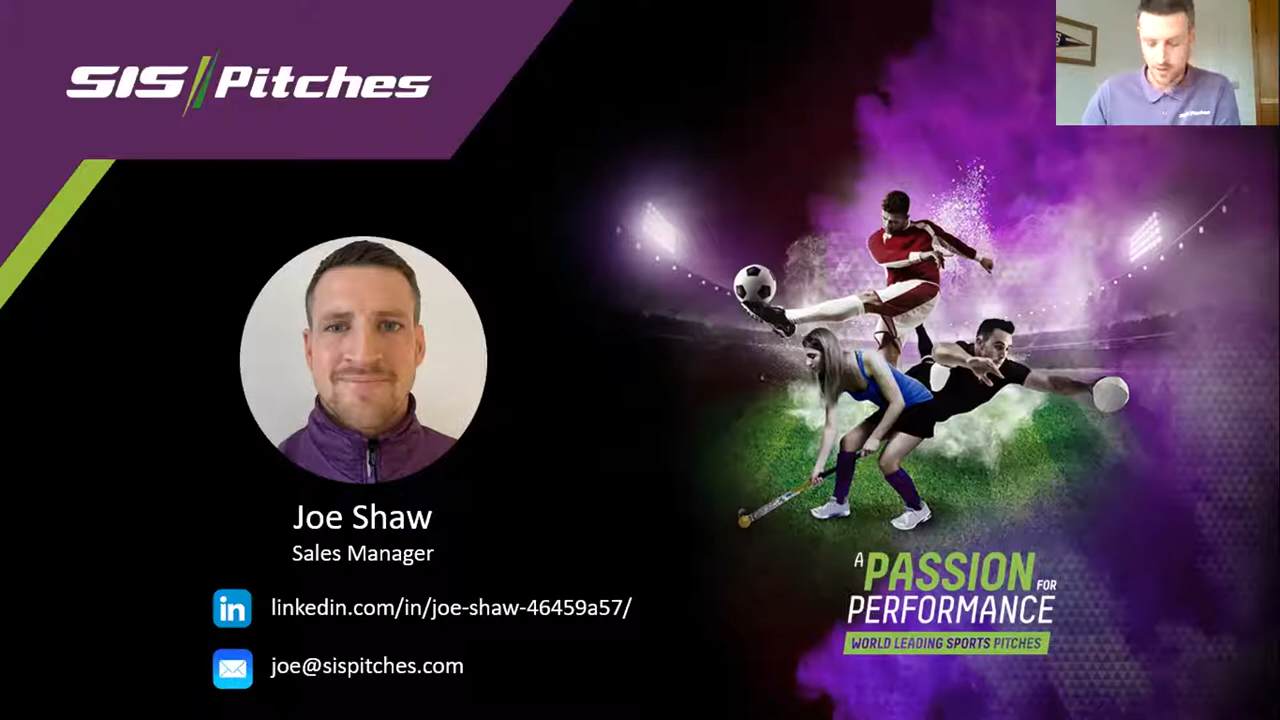 SIS Pitches
Joe Shaw
Sales Manager
in
linkedin.com/in/joe-shaw-46459a57/
joe@sispitches.com
A PASSION FOR
PERFORMANCE
WORLD LEADING SPORTS PITCHES